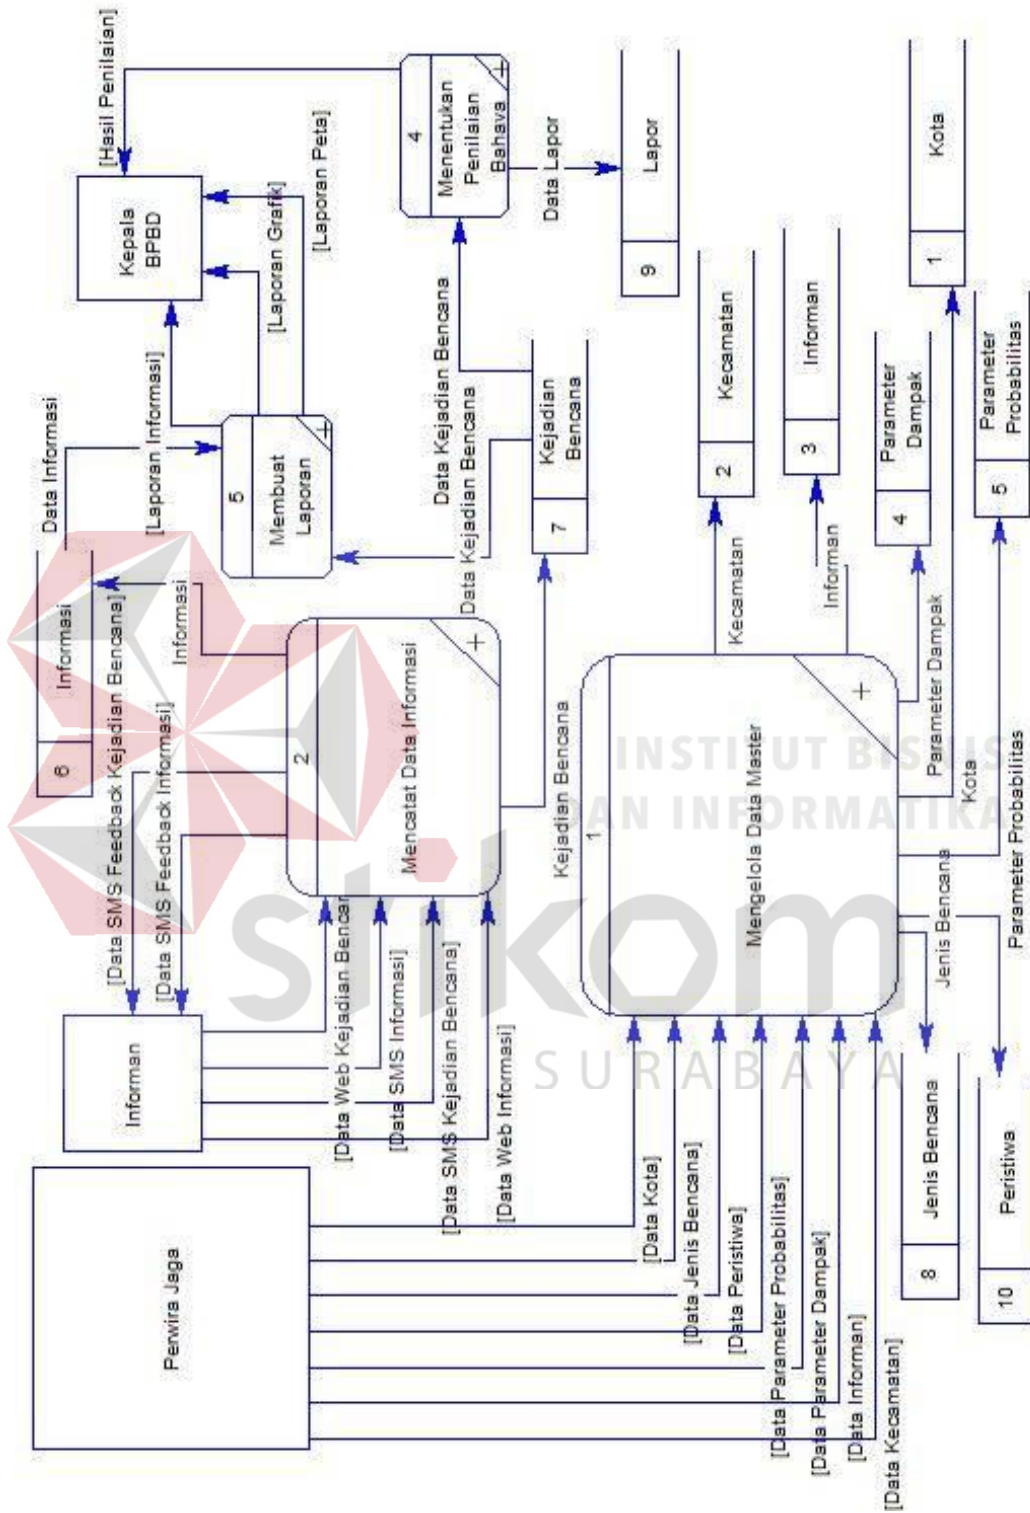 Perwira Jaga
Informan
[Data SMS Feedback Kejadian Bencana]
[Data SMS Feedback Informasi]
[Data Web Kejadian Bencan
[Data SMS Informasi]
[Data SMS Kejadian Bencana]
[Data Web Informasi]
6
Informasi
Informasi
Data Informasi
2
Mencatat Data Informasi
+
5
Membuat
Laporan
+
[Laporan Informasi]
[Laporan Grafik]
[Laporan Peta]
Kepala
BPBD
[Hasil Penilaian]
4
Menentukan
Penilaian
Bahaya
+
Data Kejadian Bencana
Data Kejadian Bencana
Kejadian Bencana
7
Kejadian
Bencana
Data Lapor
9
Lapor
[Data Kota]
[Data Jenis Bencana]
[Data Peristiwa]
[Data Parameter Probabilitas]
[Data Parameter Dampak]
[Data Informan]
[Data Kecamatan]
1
Mengelola Data Master
+
Kecamatan
2
Kecamatan
Informan
3
Informan
Parameter Dampak
4
Parameter
Dampak
Kota
1
Kota
Parameter Probabilitas
5
Parameter
Probabilitas
Jenis Bencana
8
Jenis Bencana
10
Peristiwa
INSTITUT BISNIS
DAN INFORMATIKA
stikom
SURABAYA